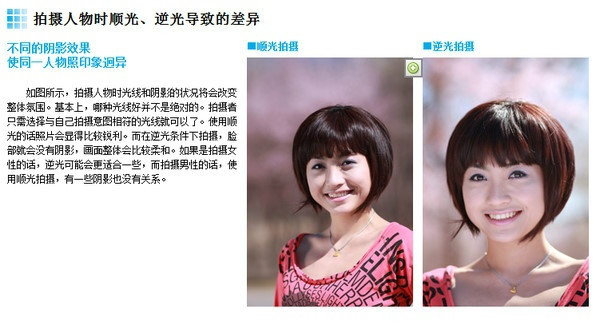 拍摄人物时顺光、逆光导致的差异
不同的阴影效果
使同一人物照印象迥异
如图所示，拍摄人物时光线和阴影的状况将会改变
整体氛围。基本上，哪种光线好并不是绝对的。拍摄者
只需选择与自己拍摄意图相符的光线就可以了。使用顺
光的话照片会显得比较锐利。而在逆光条件下拍摄，脸
部就会没有阴影，画面整体会比较柔和。如果是拍摄女
性的话，逆光可能会更适合一些，而拍摄男性的话，使
用顺光拍摄，有一些阴影也没有关系。
■顺光拍摄
■逆光拍摄